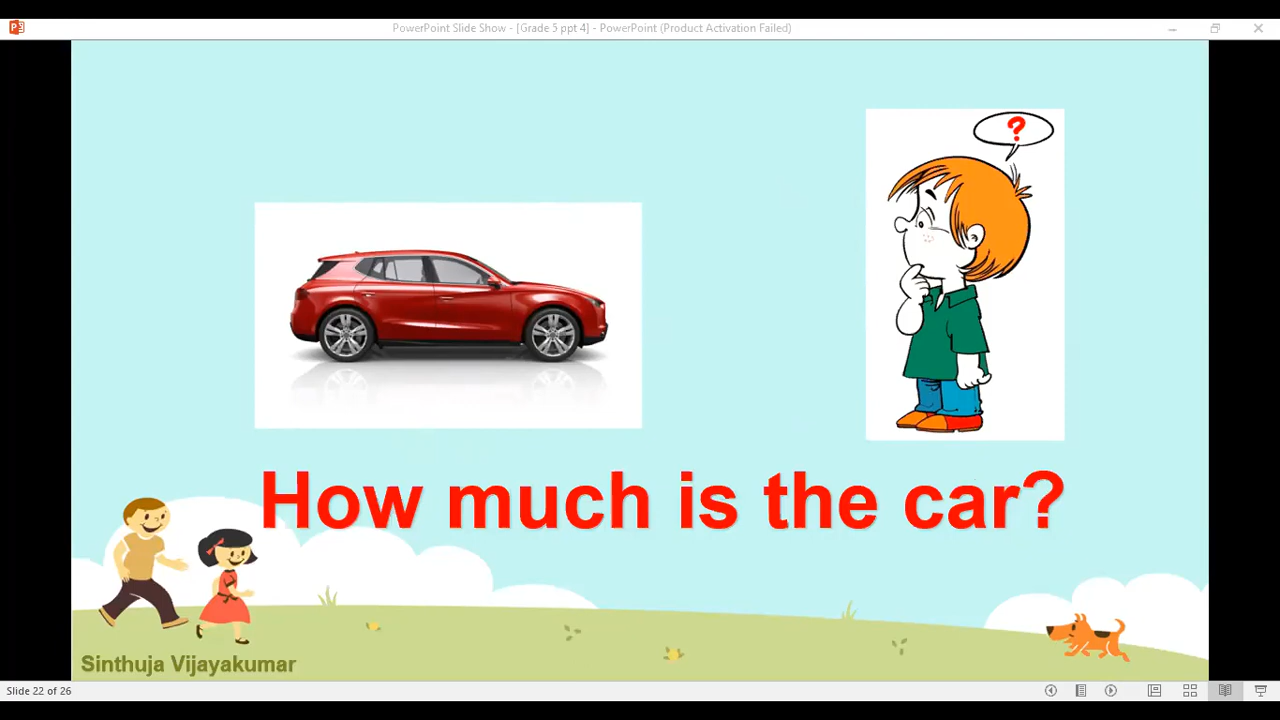 PowerPoint Slide Show - [Grade 5 ppt 4] - PowerPoint (Product Activation Failed)
?
How much is the car?
Sinthuja Vijayakumar
Slide 22 of 26